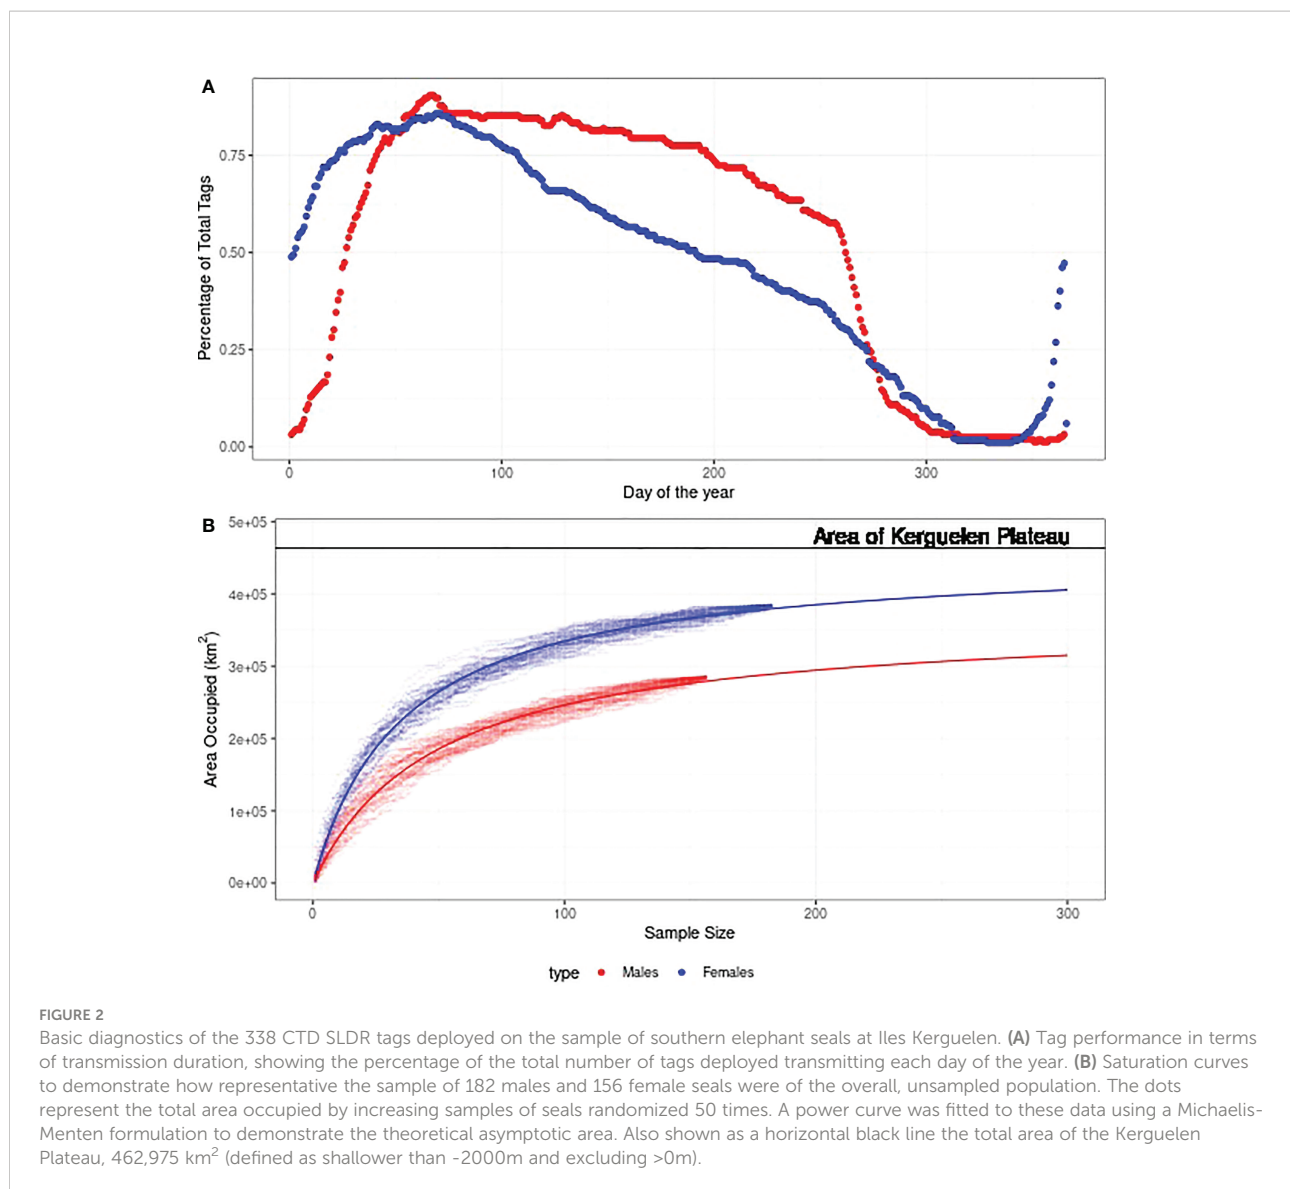 A
0.75
0.50
0.25
0.00
Percentage of Total Tags
0
100
200
300
Day of the year
B
5e+05
4e+05
3e+05
2e+05
1e+05
0e+00
Area Occupied (km²)
Area of Kerguelen Plateau
0
100
200
300
Sample Size
type Males Females
FIGURE 2
Basic diagnostics of the 338 CTD SLDR tags deployed on the sample of southern elephant seals at Iles Kerguelen. (A) Tag performance in terms
of transmission duration, showing the percentage of the total number of tags deployed transmitting each day of the year. (B) Saturation curves
to demonstrate how representative the sample of 182 males and 156 female seals were of the overall, unsampled population. The dots
represent the total area occupied by increasing samples of seals randomized 50 times. A power curve was fitted to these data using a Michaelis-
Menten formulation to demonstrate the theoretical asymptotic area. Also shown as a horizontal black line the total area of the Kerguelen
Plateau, 462,975 km² (defined as shallower than -2000m and excluding >0m).